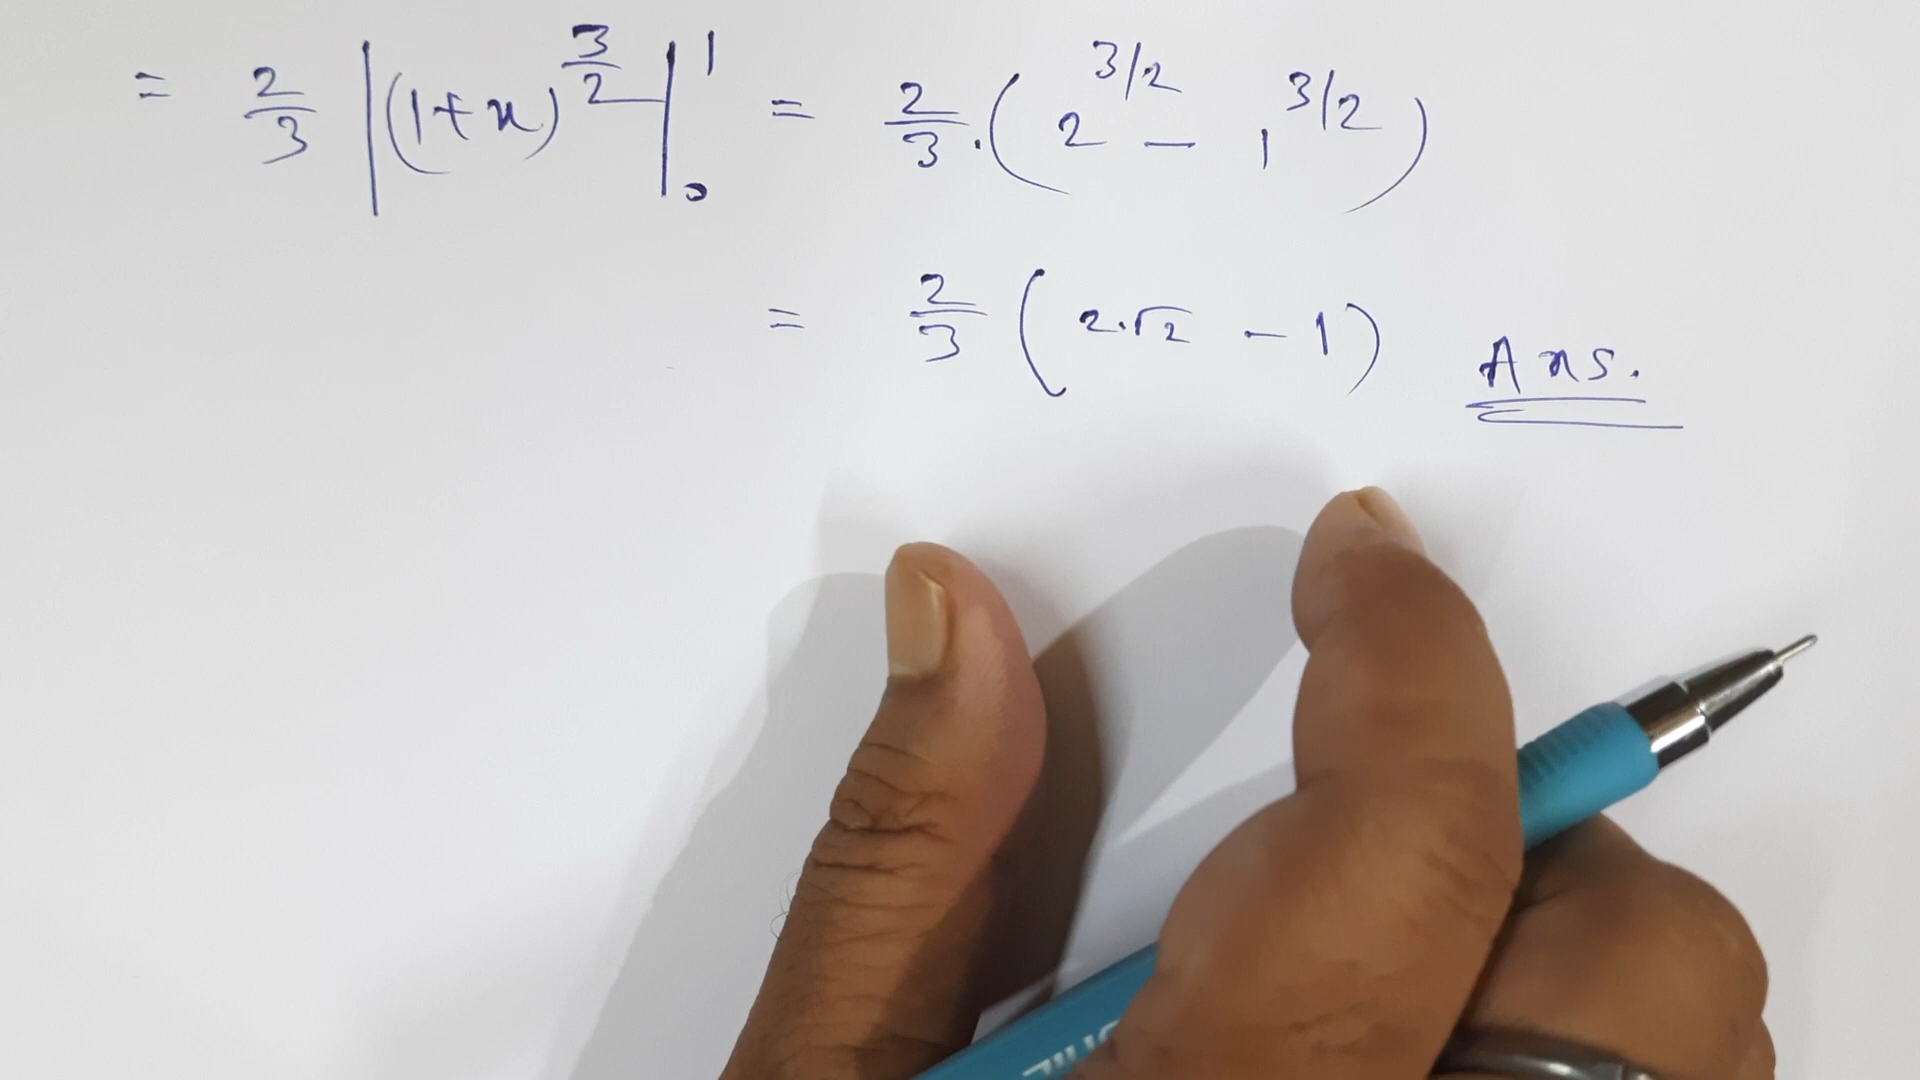 = 2/3 |(1+x)^{3/2}|_0^1 = 2/3 . (2^{3/2} - 1^{3/2})
= 2/3 (2.√2 - 1) Ans.